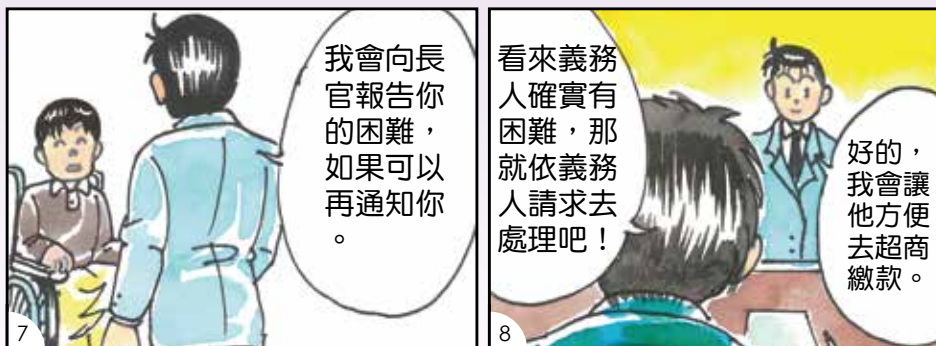 我會向長
官報告你
的困難，
如果可以
再通知你
。
7
看來義務
人確實有
困難，那
就依義務
人請求去
處理吧！
好的，
我會讓
他方便
去超商
繳款。
8